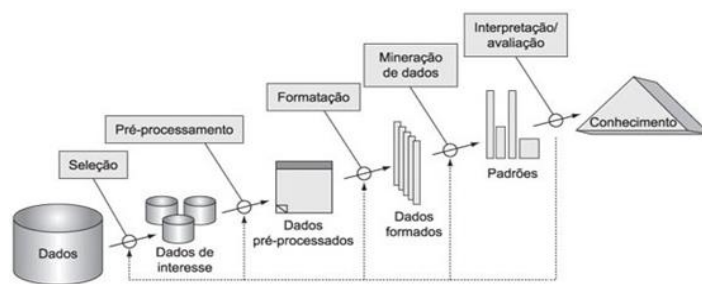 Interpretação/
avaliação
Mineração
de dados
Formatação
Pré-processamento
Seleção
Conhecimento
Padrões
Dados
formados
Dados
pré-processados
Dados de
interesse
Dados